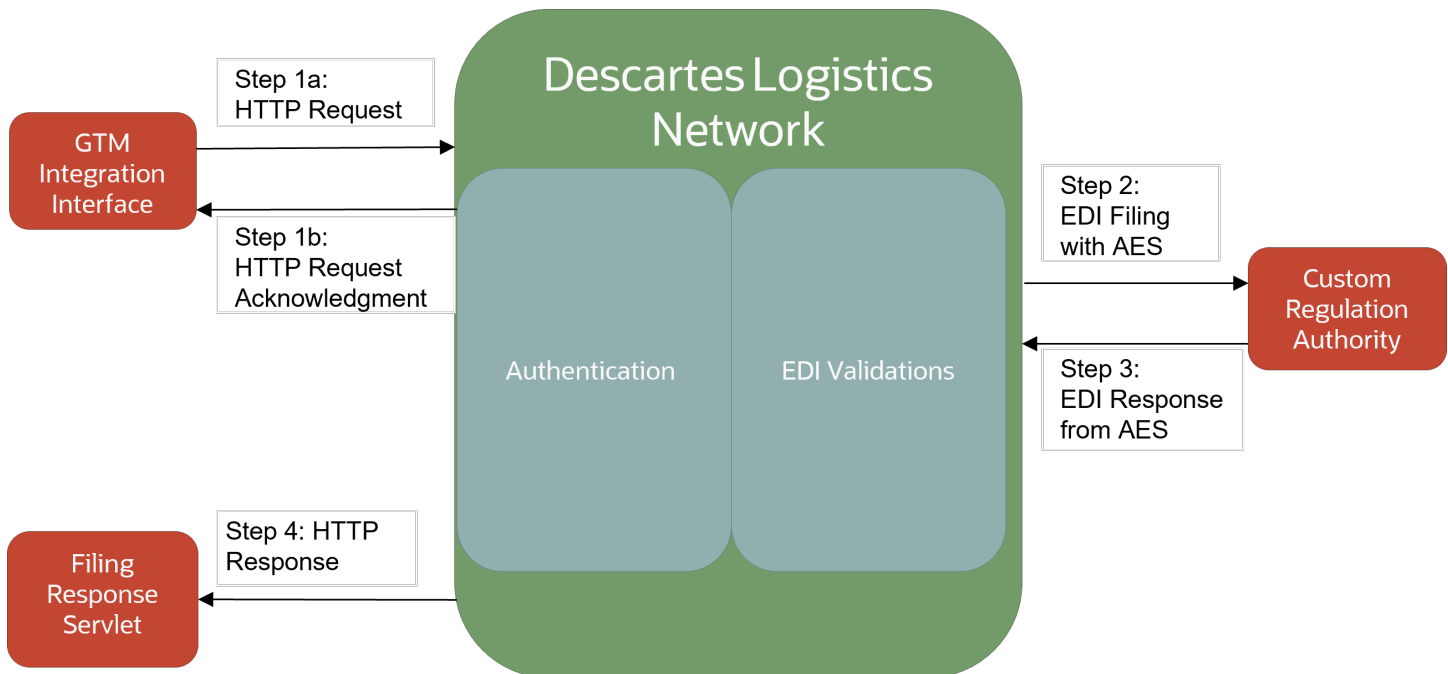 Descartes Logistics
Network
Step 1a:
HTTP Request
GTM
Integration
Interface
Step 1b:
HTTP Request
Acknowledgment
Authentication
EDI Validations
Step 2:
EDI Filing
with AES
Custom
Regulation
Authority
Step 3:
EDI Response
from AES
Step 4: HTTP
Response
Filing
Response
Servlet